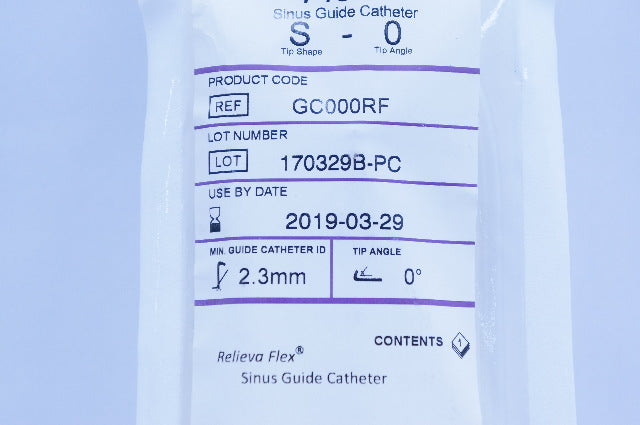 Sinus Guide Catheter
S - 0
Tip Shape Tip Angle
PRODUCT CODE
REF GC000RF
LOT NUMBER
LOT 170329B-PC
USE BY DATE
2019-03-29
MIN. GUIDE CATHETER ID TIP ANGLE
2.3mm 0°
CONTENTS 1
Relieva Flex®
Sinus Guide Catheter